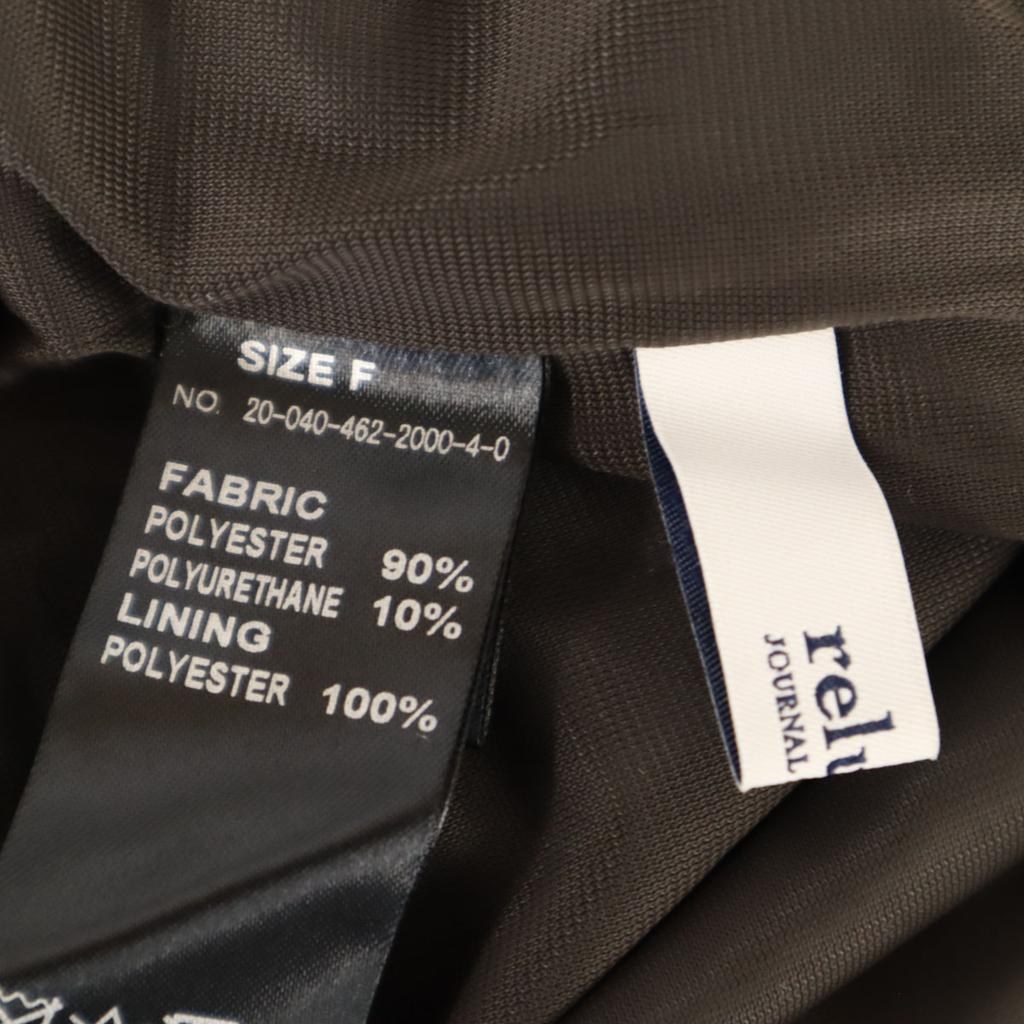 SIZE F
NO. 20-040-462-2000-4-0
FABRIC
POLYESTER 90%
POLYURETHANE 10%
LINING
POLYESTER 100%
JOURNAL